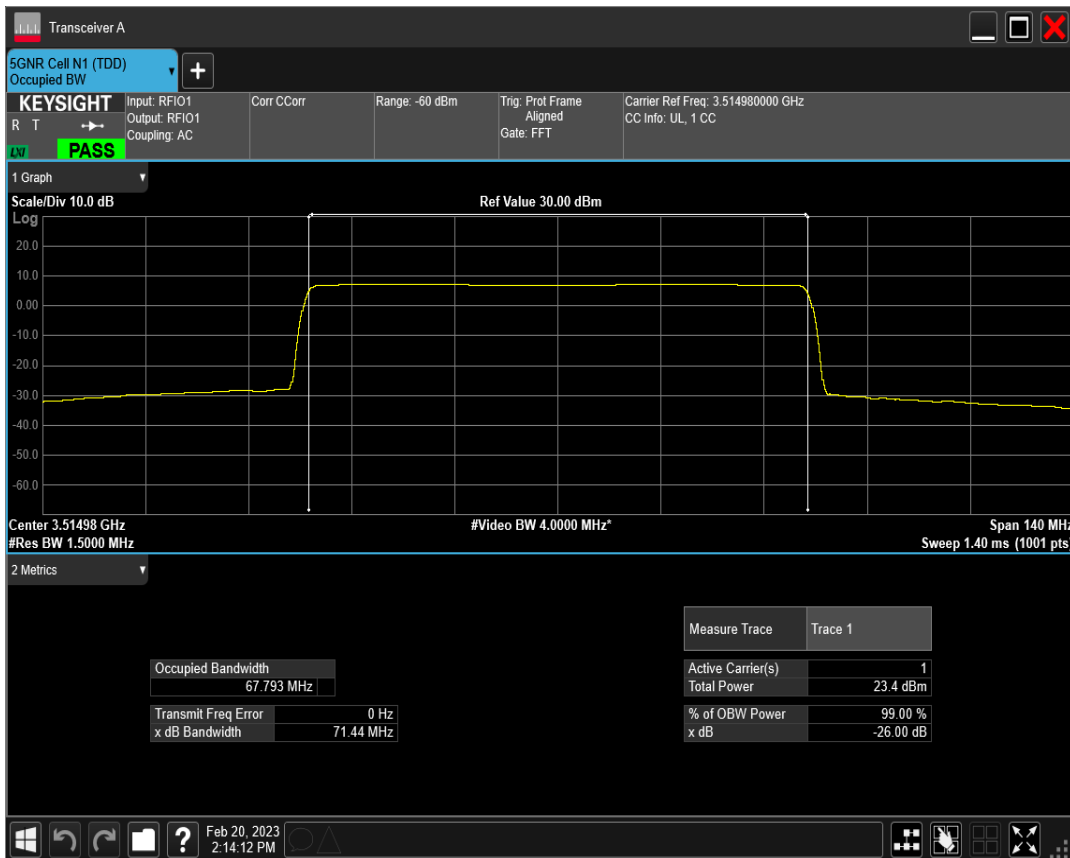 Transceiver A
5GNR Cell N1 (TDD)
Occupied BW
+
KEYSIGHT
R T
LXI
PASS
Input: RFIO1
Output: RFIO1
Coupling: AC
Corr CCorr
Range: -60 dBm
Trig: Prot Frame
Aligned
Gate: FFT
Carrier Ref Freq: 3.514980000 GHz
CC Info: UL, 1 CC
1 Graph
Scale/Div 10.0 dB
Ref Value 30.00 dBm
Log
20.0
10.0
0.00
-10.0
-20.0
-30.0
-40.0
-50.0
-60.0
Center 3.51498 GHz
#Video BW 4.0000 MHz*
Span 140 MHz
#Res BW 1.5000 MHz
Sweep 1.40 ms (1001 pts)
2 Metrics
Measure Trace Trace 1
Occupied Bandwidth
67.793 MHz
Active Carrier(s) 1
Total Power 23.4 dBm
Transmit Freq Error 0 Hz
x dB Bandwidth 71.44 MHz
% of OBW Power 99.00 %
x dB -26.00 dB
?
Feb 20, 2023
2:14:12 PM